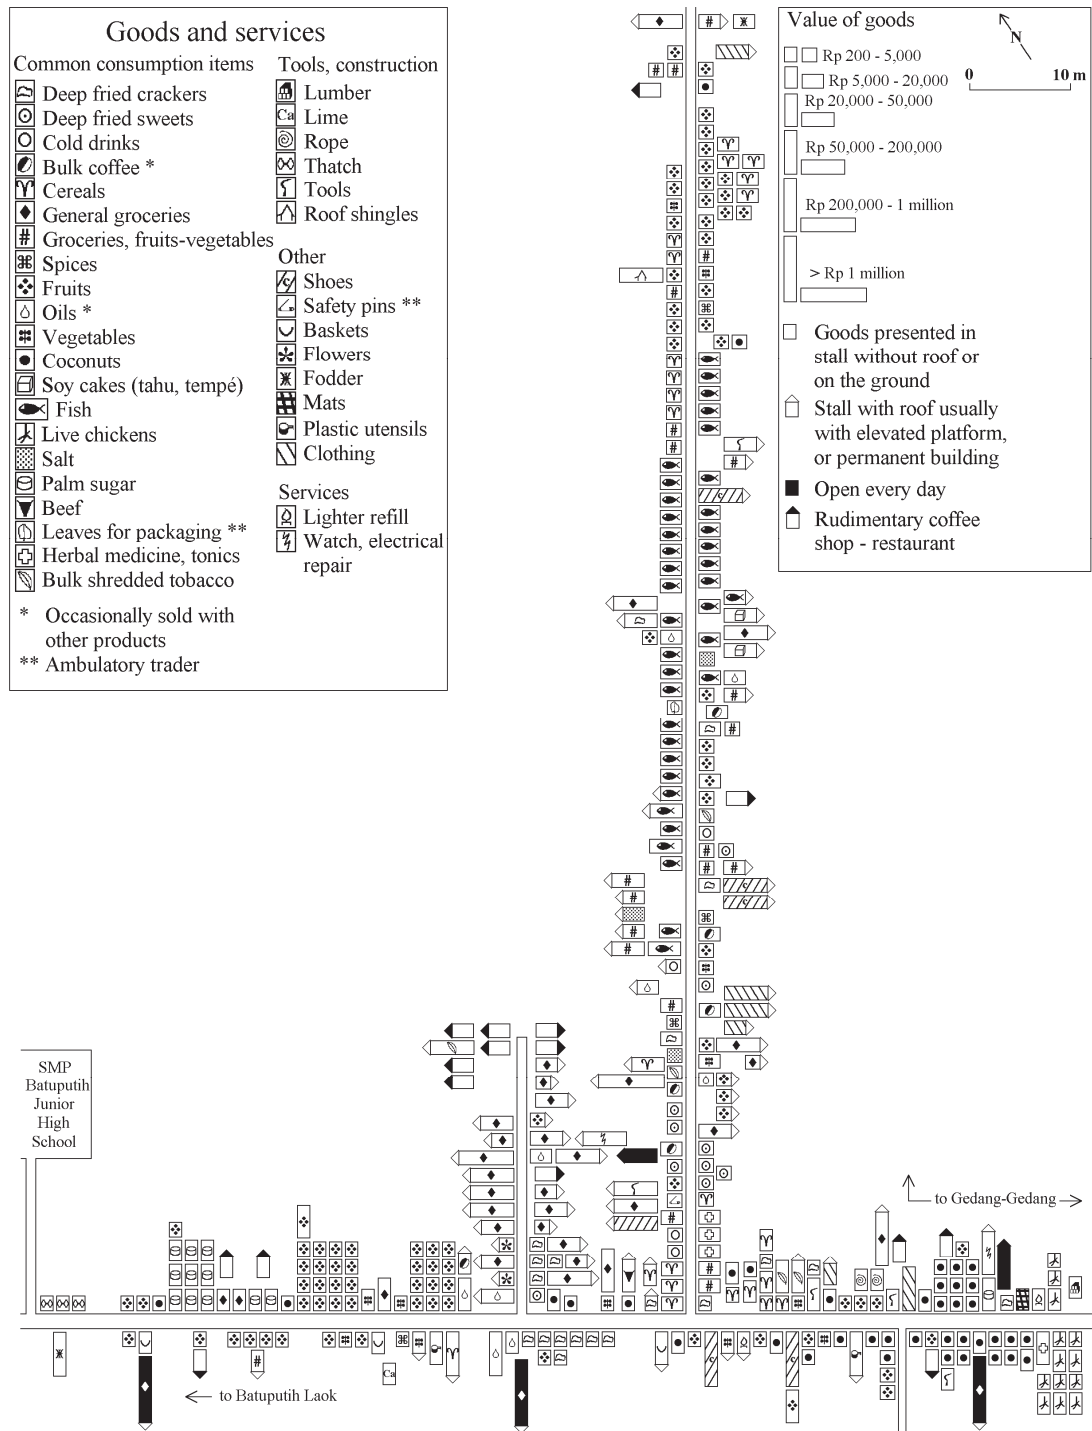 Goods and services
Common consumption items
Deep fried crackers
Deep fried sweets
Cold drinks
Bulk coffee *
Cereals
General groceries
# Groceries, fruits-vegetables
⌘ Spices
Fruits
Oils *
Vegetables
Coconuts
Soy cakes (tahu, tempé)
Fish
Live chickens
Salt
Palm sugar
Beef
Leaves for packaging **
Herbal medicine, tonics
Bulk shredded tobacco
* Occasionally sold with
other products
** Ambulatory trader
Tools, construction
Lumber
Ca Lime
Rope
Thatch
Tools
Roof shingles
Other
Shoes
Safety pins **
Baskets
Flowers
Fodder
Mats
Plastic utensils
Clothing
Services
Lighter refill
Watch, electrical
repair
Value of goods
Rp 200 - 5,000
Rp 5,000 - 20,000
Rp 20,000 - 50,000
Rp 50,000 - 200,000
Rp 200,000 - 1 million
> Rp 1 million
N
0 10 m
Goods presented in
stall without roof or
on the ground
Stall with roof usually
with elevated platform,
or permanent building
Open every day
Rudimentary coffee
shop - restaurant
SMP
Batuputih
Junior
High
School
to Gedang-Gedang
Ca
to Batuputih Laok